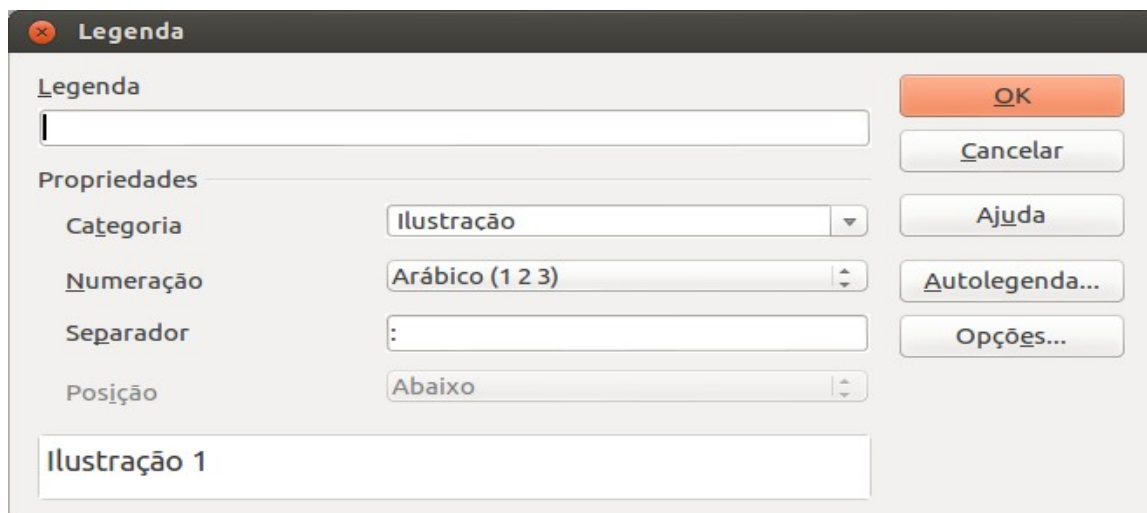 Legenda
Legenda
OK
Cancelar
Propriedades
Categoria Ilustração
Ajuda
Numeração Arábico (1 2 3)
Autolegenda...
Separador :
Opções...
Posição Abaixo
Ilustração 1